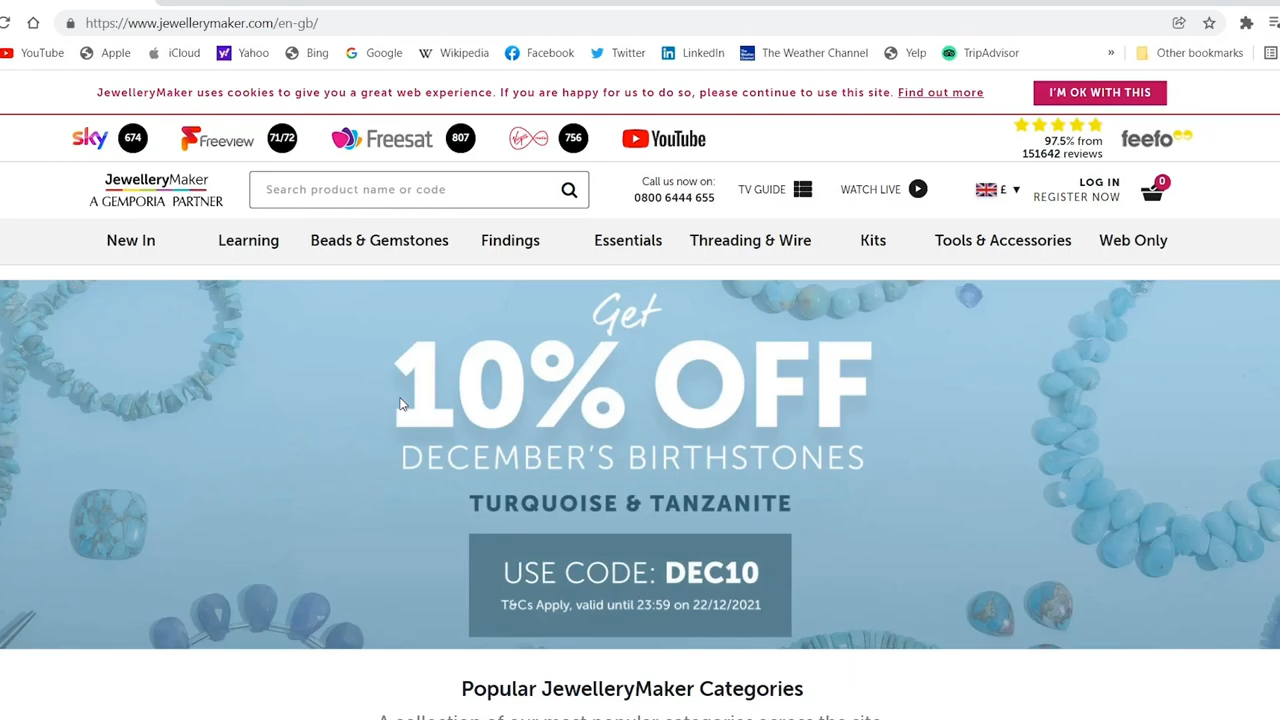 https://www.jewellerymaker.com/en-gb/
YouTube Apple iCloud Yahoo Bing Google Wikipedia Facebook Twitter LinkedIn The Weather Channel Yelp TripAdvisor » Other bookmarks
JewelleryMaker uses cookies to give you a great web experience. If you are happy for us to do so, please continue to use this site. Find out more
I'M OK WITH THIS
sky 674 Freeview 71/72 Freesat 807 756 YouTube
97.5% from
151642 reviews
feefo
JewelleryMaker
A GEMPORIA PARTNER
Search product name or code
Call us now on:
0800 6444 655
TV GUIDE
WATCH LIVE
£
LOG IN
REGISTER NOW
0
New In Learning Beads & Gemstones Findings Essentials Threading & Wire Kits Tools & Accessories Web Only
Get
10% OFF
DECEMBER'S BIRTHSTONES
TURQUOISE & TANZANITE
USE CODE: DEC10
T&Cs Apply, valid until 23:59 on 22/12/2021
Popular JewelleryMaker Categories
A collection of our most popular categories across the site